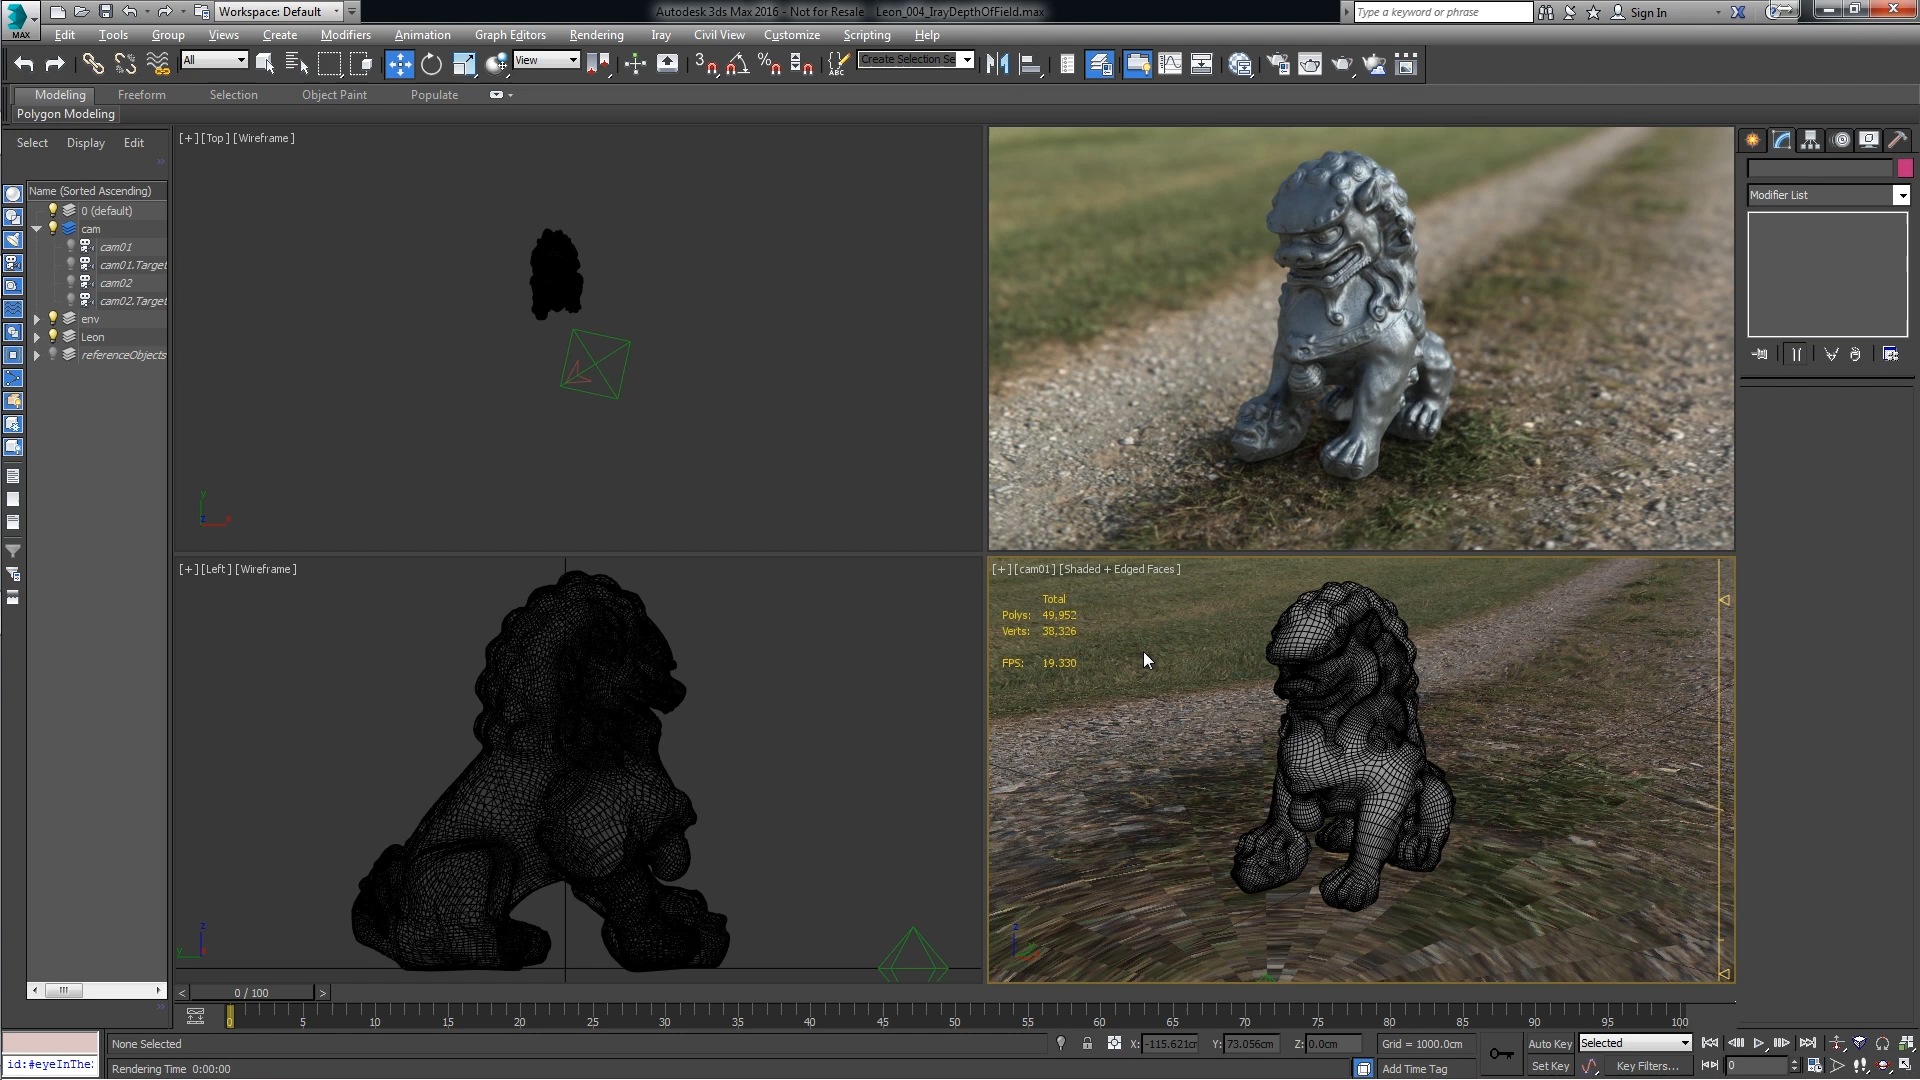 Workspace: Default
Autodesk 3ds Max 2016 - Not for Resale Leon_004_IrayDepthOfField.max
Type a keyword or phrase
Sign In
MAX
Edit Tools Group Views Create Modifiers Animation Graph Editors Rendering Iray Civil View Customize Scripting Help
All
View
3
ABC
Create Selection Se
Modeling Freeform Selection Object Paint Populate
Polygon Modeling
Select Display Edit
Name (Sorted Ascending)
0 (default)
cam
cam01
cam01.Target
cam02
cam02.Target
env
Leon
referenceObjects
[+][Top][Wireframe]
y
z x
Modifier List
[+][Left][Wireframe]
z
y
[+][cam01][Shaded + Edged Faces]
Total
Polys: 49,952
Verts: 38,326
FPS: 19.330
z
< 0 / 100 >
0 5 10 15 20 25 30 35 40 45 50 55 60 65 70 75 80 85 90 95 100
None Selected
X: -115.621cm Y: 73.056cm Z: 0.0cm
Grid = 1000.0cm
Auto Key
Selected
id:#eyeInThe:
Rendering Time 0:00:00
Add Time Tag
Set Key
Key Filters...
0